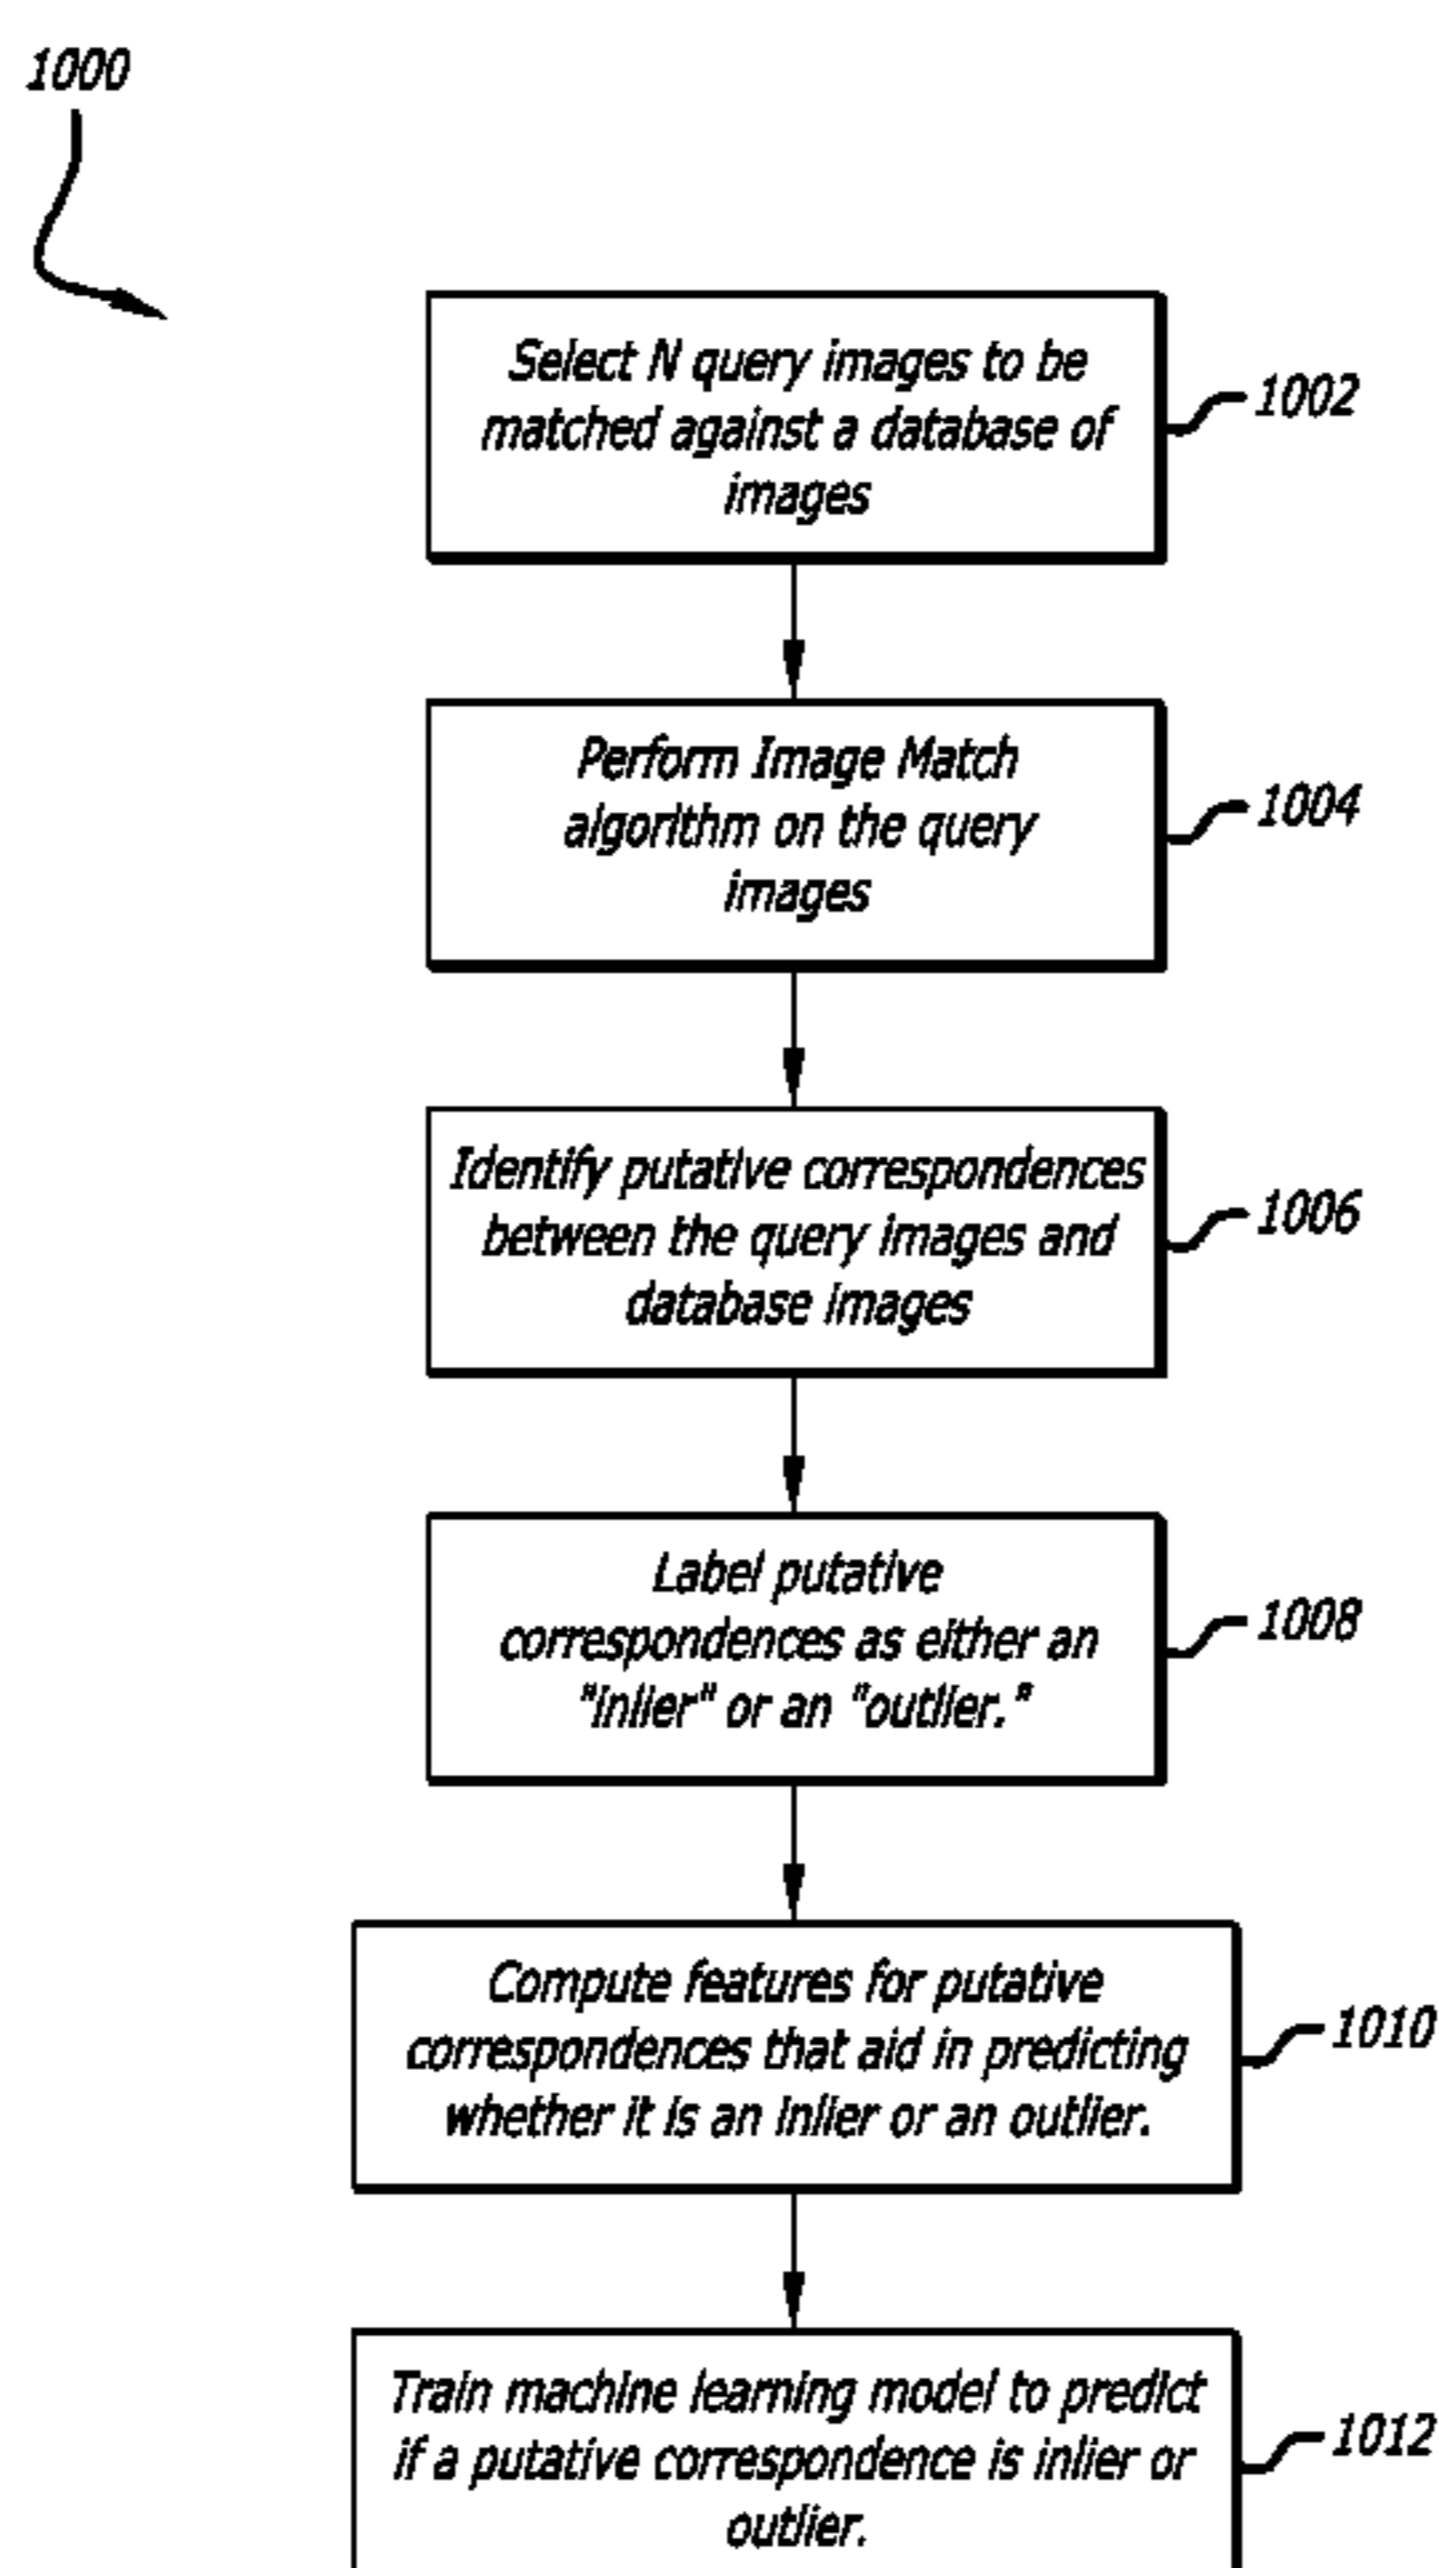 1000
Select N query images to be
matched against a database of
images
1002
Perform Image Match
algorithm on the query
images
1004
Identify putative correspondences
between the query images and
database images
1006
Label putative
correspondences as either an
"inlier" or an "outlier."
1008
Compute features for putative
correspondences that aid in predicting
whether it is an inlier or an outlier.
1010
Train machine learning model to predict
if a putative correspondence is inlier or
outlier.
1012